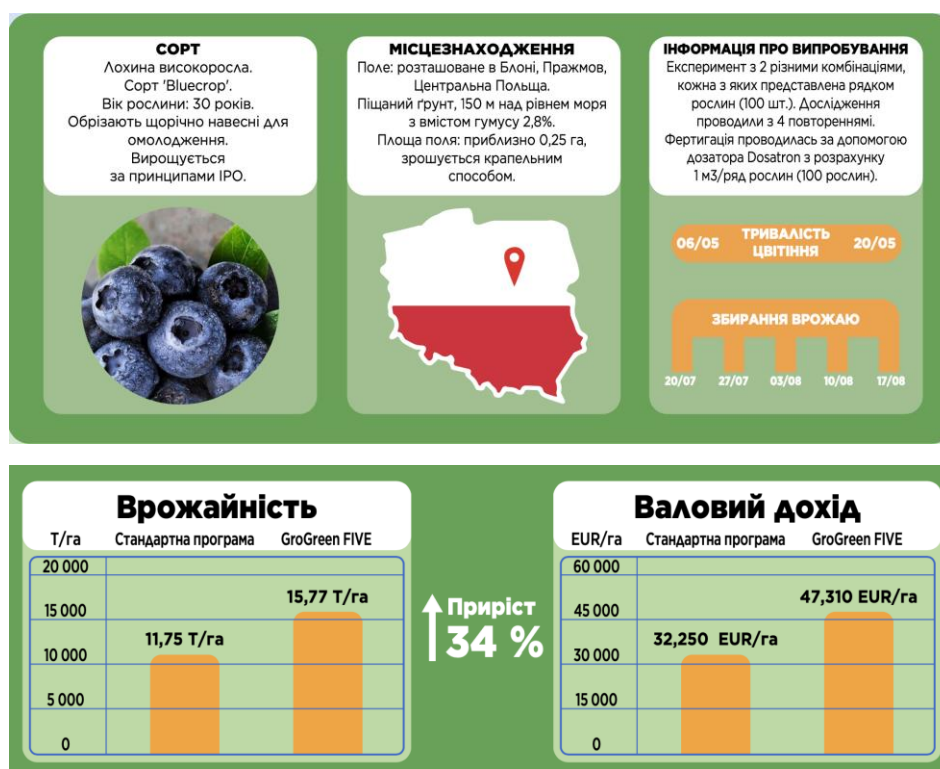 СОРТ
Лохина високоросла.
Сорт 'Bluecrop'.
Вік рослини: 30 років.
Обрізають щорічно навесні для
омолодження.
Вирощується
за принципами IPO.
МІСЦЕЗНАХОДЖЕННЯ
Поле: розташоване в Блоні, Пражмов,
Центральна Польща.
Піщаний ґрунт, 150 м над рівнем моря
з вмістом гумусу 2,8%.
Площа поля: приблизно 0,25 га,
зрошується крапельним
способом.
ІНФОРМАЦІЯ ПРО ВИПРОБУВАННЯ
Експеримент з 2 різними комбінаціями,
кожна з яких представлена рядком
рослин (100 шт.). Дослідження
проводили з 4 повтореннямі.
Фертигація проводилась за допомогою
дозатора Dosatron з розрахунку
1 м3/ряд рослин (100 рослин).
06/05 ТРИВАЛІСТЬ ЦВІТІННЯ 20/05
ЗБИРАННЯ ВРОЖАЮ
20/07 27/07 03/08 10/08 17/08
Врожайність
Т/га Стандартна програма GroGreen FIVE
20 000
15 000
10 000
5 000
0
11,75 Т/га
15,77 Т/га
Приріст
34 %
Валовий дохід
EUR/га Стандартна програма GroGreen FIVE
60 000
45 000
30 000
15 000
0
32,250 EUR/га
47,310 EUR/га